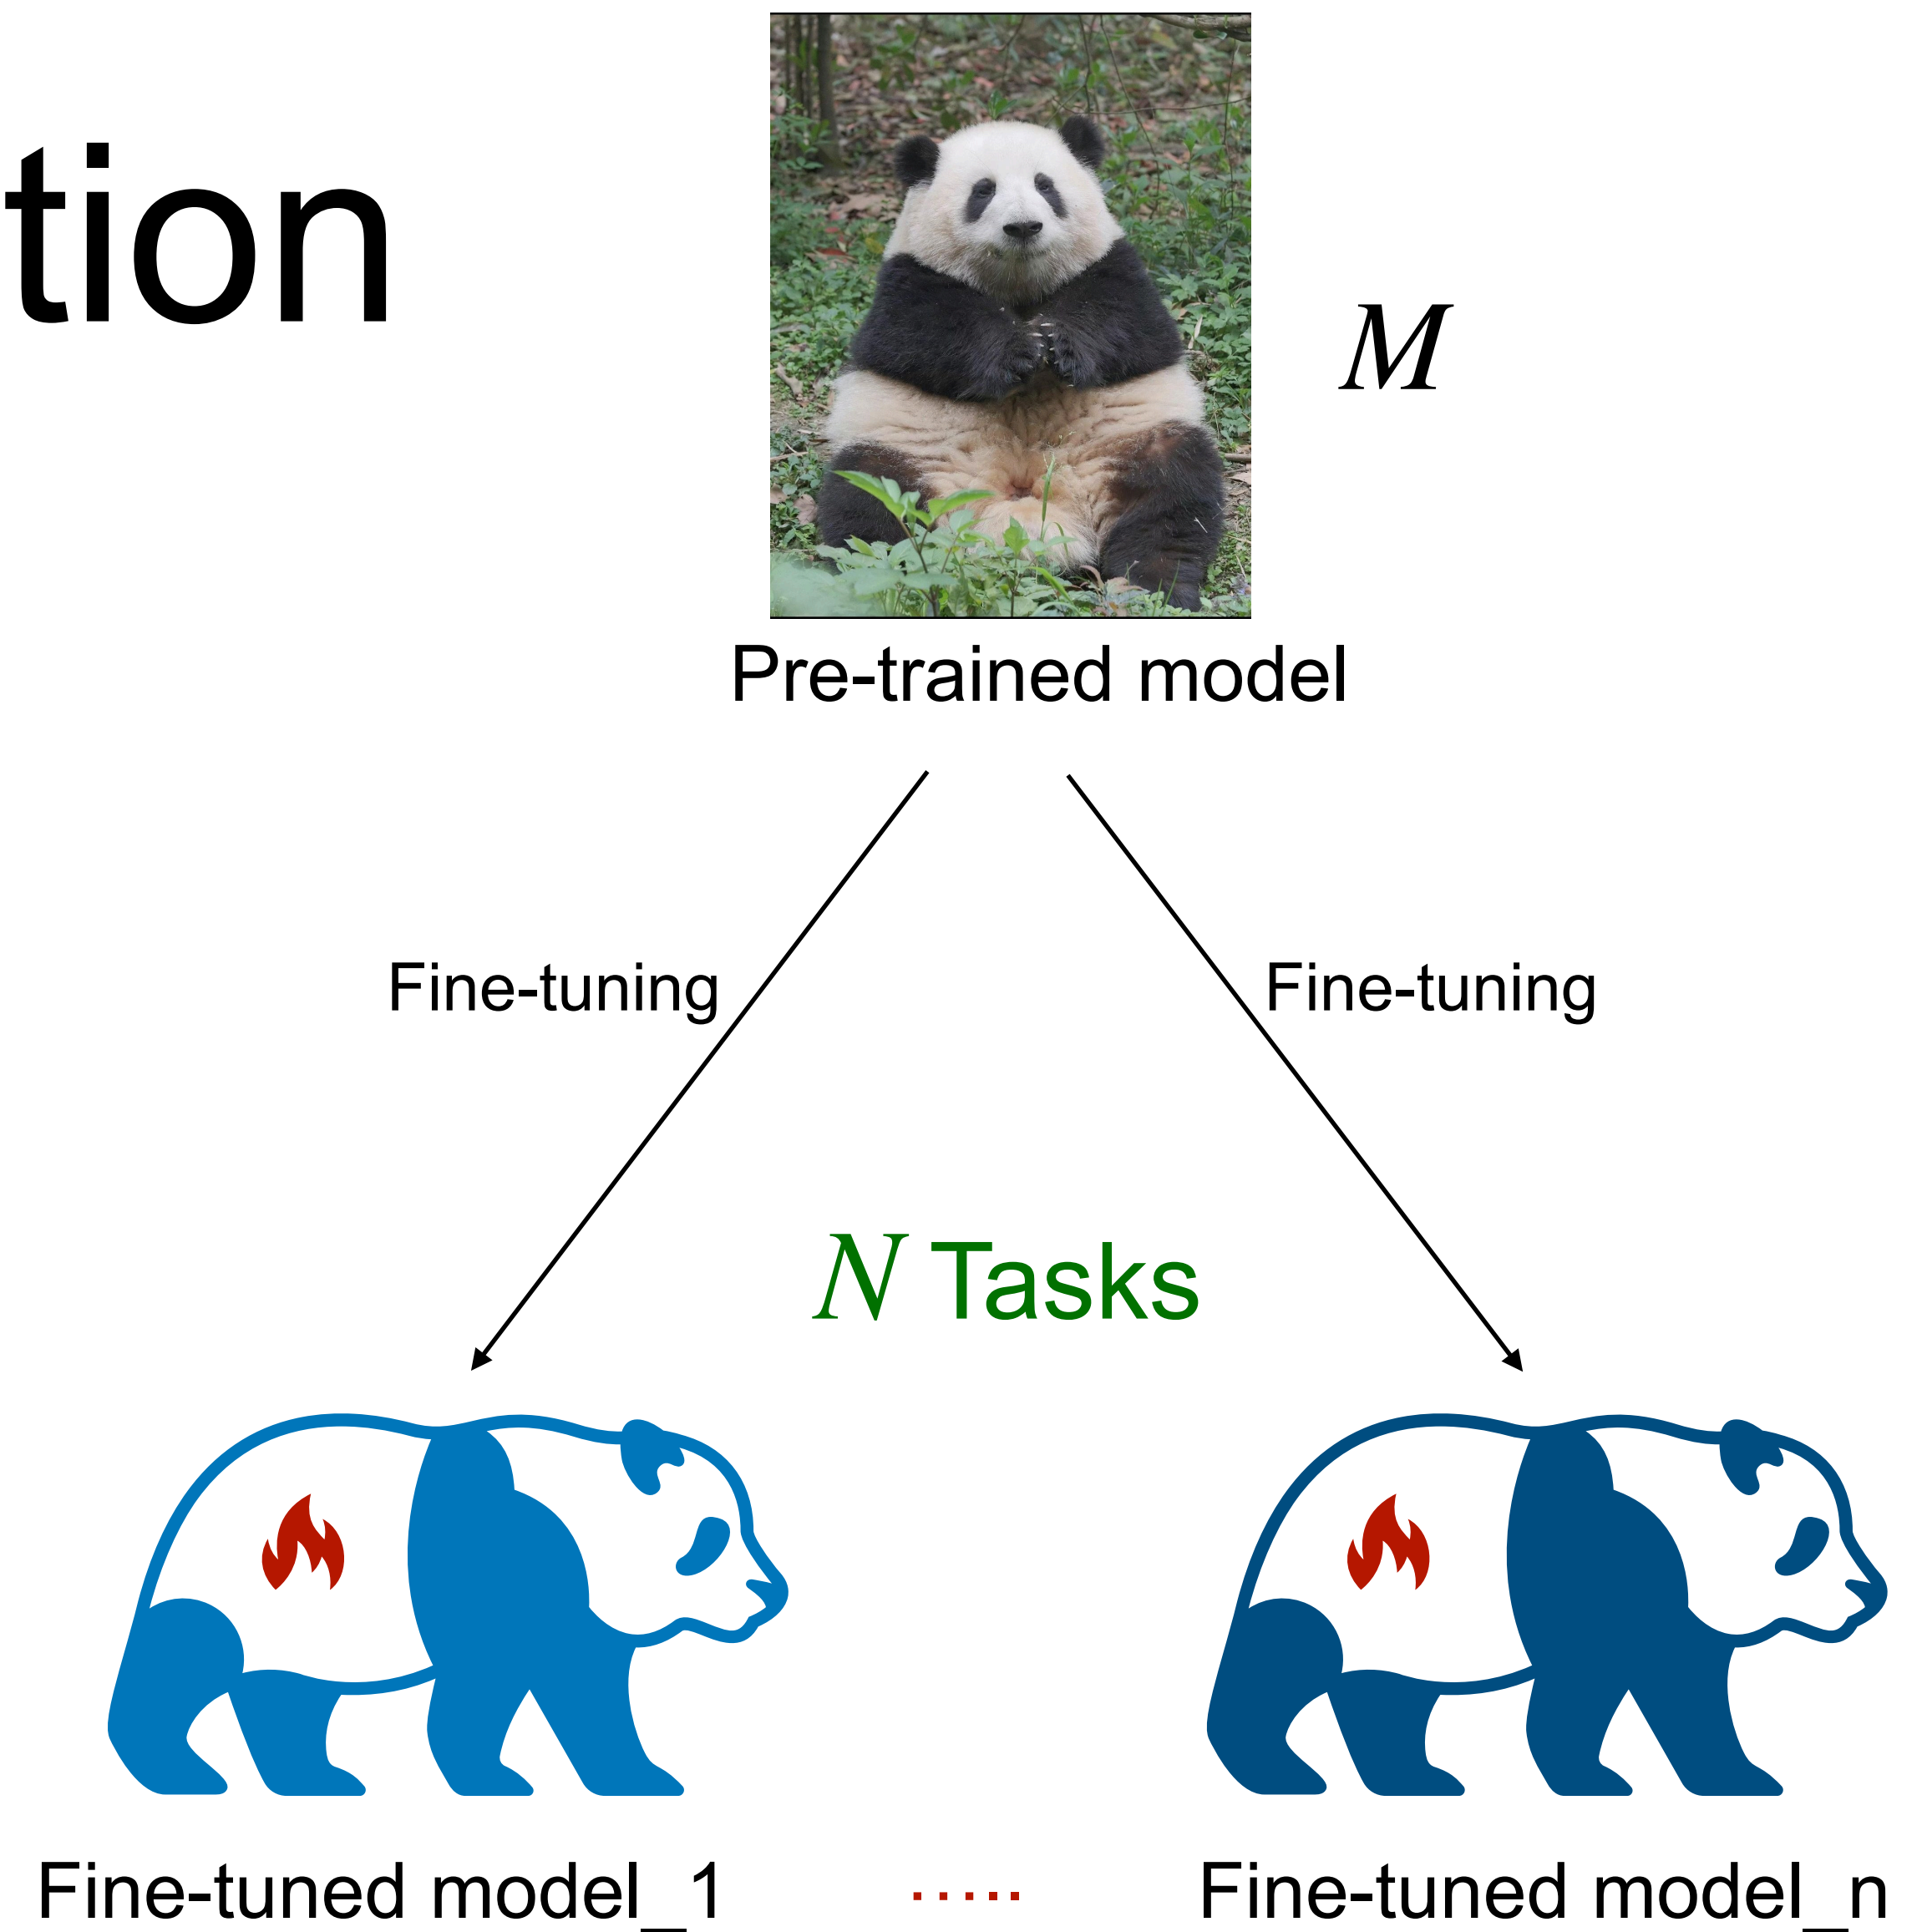 tion
M
Pre-trained model
Fine-tuning
Fine-tuning
N Tasks
Fine-tuned model_1
.....
Fine-tuned model_n